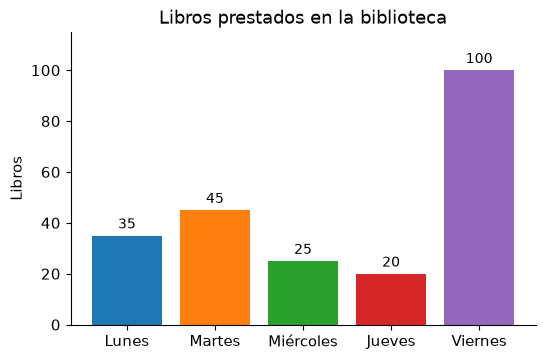 Libros prestados en la biblioteca
Libros
100
80
60
40
20
0
35
45
25
20
100
Lunes
Martes
Miércoles
Jueves
Viernes